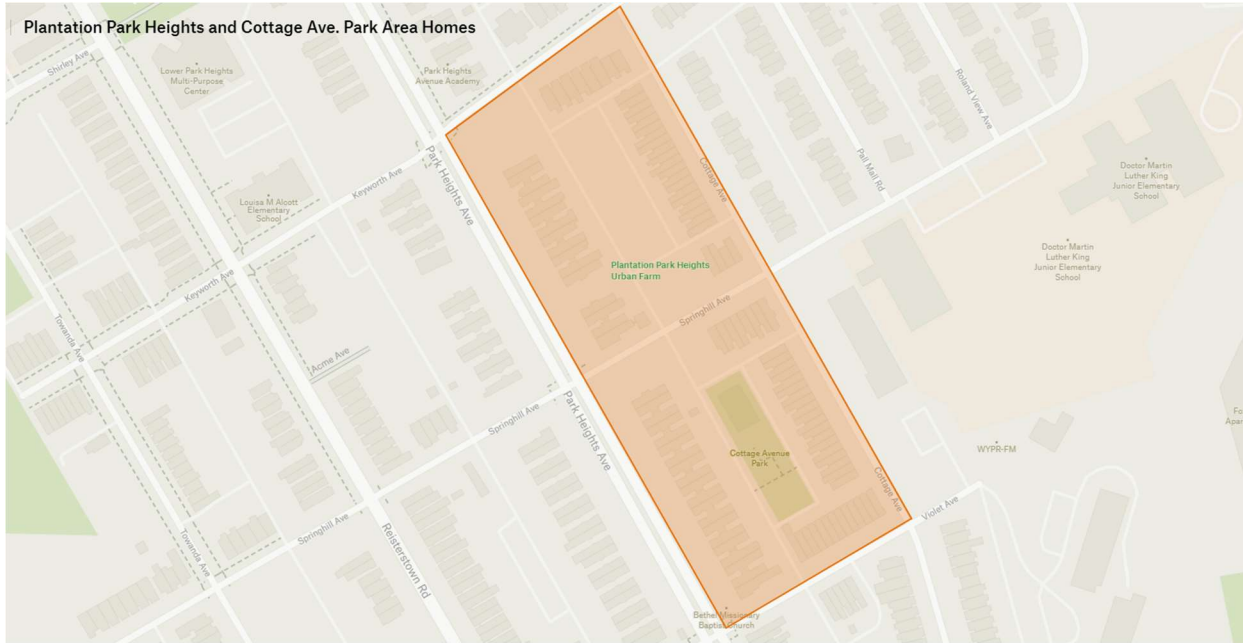 Plantation Park Heights and Cottage Ave. Park Area Homes
Shirley Ave
Lower Park Heights
Multi-Purpose
Center
Park Heights
Avenue Academy
Roland View Ave
Pall Mall Rd
Doctor Martin
Luther King
Junior Elementary
School
Louisa M Alcott
Elementary
School
Keyworth Ave
Park Heights Ave
Cottage Ave
Doctor Martin
Luther King
Junior Elementary
School
Keyworth Ave
Plantation Park Heights
Urban Farm
Springhill Ave
Towanda Ave
Acme Ave
Springhill Ave
Park Heights Ave
Cottage Avenue
Park
WYPR-FM
Cottage Ave
Violet Ave
Springhill Ave
Reisterstown Rd
Towanda Ave
Bethel Missionary
Baptist Church